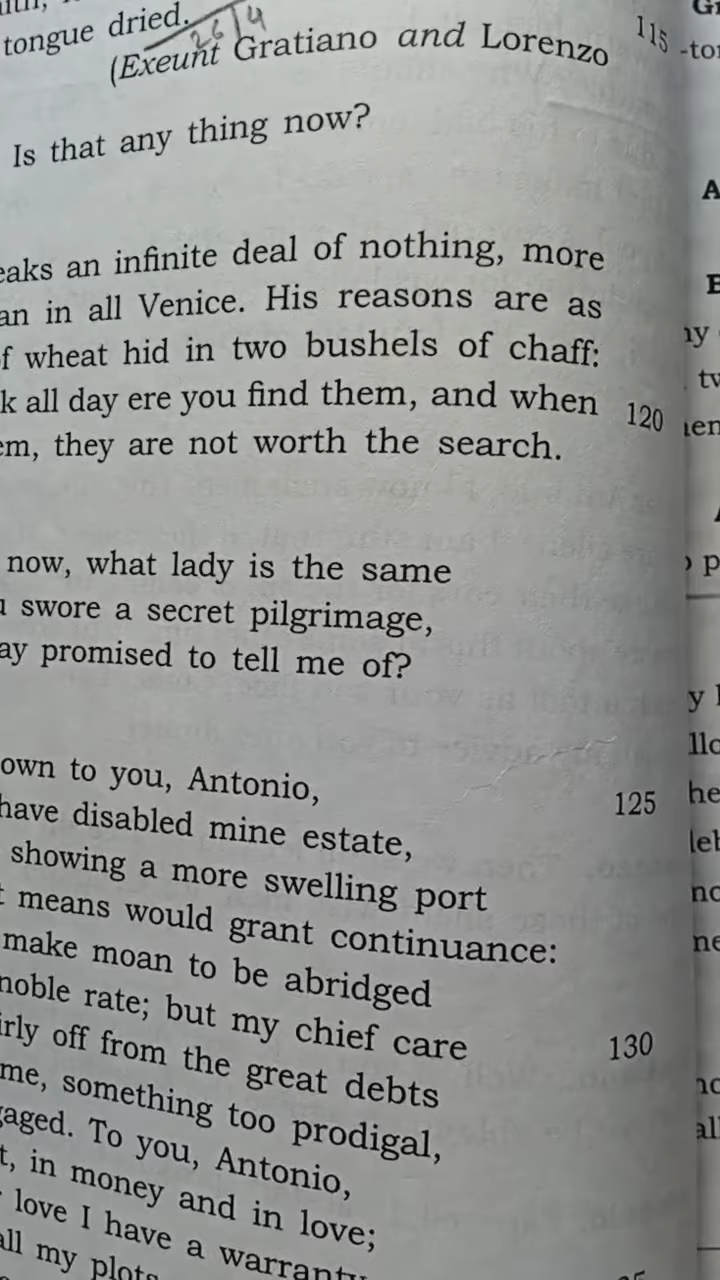 tongue dried.
26/4
(Exeunt Gratiano and Lorenzo 115
Is that any thing now?
eaks an infinite deal of nothing, more
an in all Venice. His reasons are as
f wheat hid in two bushels of chaff:
k all day ere you find them, and when 120
em, they are not worth the search.
now, what lady is the same
u swore a secret pilgrimage,
ay promised to tell me of?
own to you, Antonio, 125
have disabled mine estate,
showing a more swelling port
t means would grant continuance:
make moan to be abridged
noble rate; but my chief care 130
irly off from the great debts
me, something too prodigal,
gaged. To you, Antonio,
t, in money and in love;
love I have a warranty
all my plots